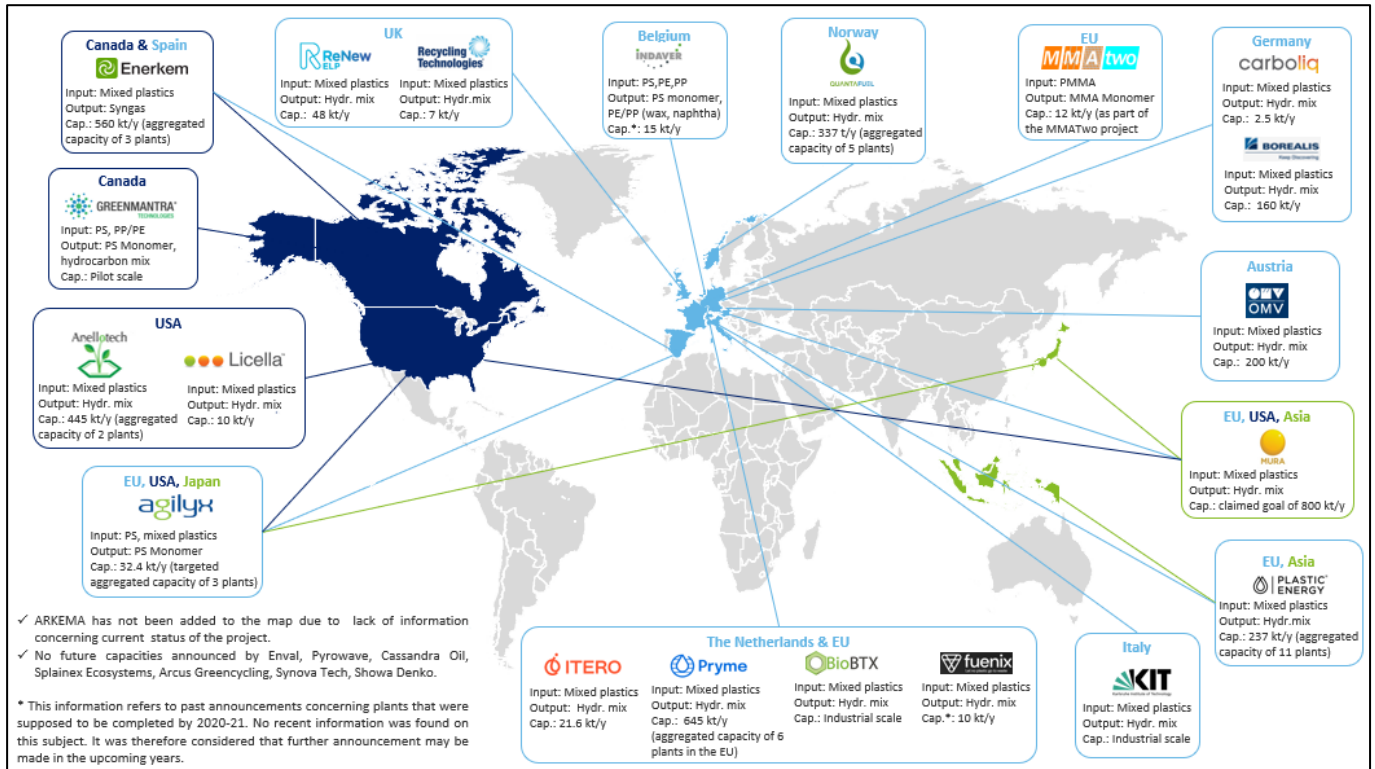 Canada & Spain
Enerkem
Input: Mixed plastics
Output: Syngas
Cap.: 560 kt/y (aggregated
capacity of 3 plants)
UK
ReNew
ELP
Input: Mixed plastics
Output: Hydr. mix
Cap.: 48 kt/y
Recycling
Technologies
Input: Mixed plastics
Output: Hydr.mix
Cap.: 7 kt/y
Belgium
INDAVER
Input: PS,PE,PP
Output: PS monomer,
PE/PP (wax, naphtha)
Cap.*: 15 kt/y
Norway
QUANTAFUEL
Input: Mixed plastics
Output: Hydr. mix
Cap.: 337 t/y (aggregated
capacity of 5 plants)
EU
MMAtwo
Input: PMMA
Output: MMA Monomer
Cap.: 12 kt/y (as part of
the MMATwo project
Germany
carboliq
Input: Mixed plastics
Output: Hydr. mix
Cap.: 2.5 kt/y
BOREALIS
Keep Discovering
Input: Mixed plastics
Output: Hydr. mix
Cap.: 160 kt/y
Canada
GREENMANTRA
TECHNOLOGIES
Input: PS, PP/PE
Output: PS Monomer,
hydrocarbon mix
Cap.: Pilot scale
Austria
OMV
OMV
Input: Mixed plastics
Output: Hydr. mix
Cap.: 200 kt/y
USA
Anellotech
Input: Mixed plastics
Output: Hydr. mix
Cap.: 445 kt/y (aggregated
capacity of 2 plants)
Licella
Input: Mixed plastics
Output: Hydr. mix
Cap.: 10 kt/y
EU, USA, Asia
MURA
Input: Mixed plastics
Output: Hydr. mix
Cap.: claimed goal of 800 kt/y
EU, USA, Japan
agilyx
Input: PS, mixed plastics
Output: PS Monomer
Cap.: 32.4 kt/y (targeted
aggregated capacity of 3 plants)
EU, Asia
PLASTIC
ENERGY
Input: Mixed plastics
Output: Hydr.mix
Cap.: 237 kt/y (aggregated
capacity of 11 plants)
✓ ARKEMA has not been added to the map due to lack of information
concerning current status of the project.
✓ No future capacities announced by Enval, Pyrowave, Cassandra Oil,
Splainex Ecosystems, Arcus Greencycling, Synova Tech, Showa Denko.
* This information refers to past announcements concerning plants that were
supposed to be completed by 2020-21. No recent information was found on
this subject. It was therefore considered that further announcement may be
made in the upcoming years.
The Netherlands & EU
ITERO
Input: Mixed plastics
Output: Hydr. mix
Cap.: 21.6 kt/y
Pryme
Input: Mixed plastics
Output: Hydr. mix
Cap.: 645 kt/y
(aggregated capacity of 6
plants in the EU)
BioBTX
Input: Mixed plastics
Output: Hydr. mix
Cap.: Industrial scale
fuenix
Input: Mixed plastics
Output: Hydr. mix
Cap.*: 10 kt/y
Italy
KIT
Input: Mixed plastics
Output: Hydr. mix
Cap.: Industrial scale